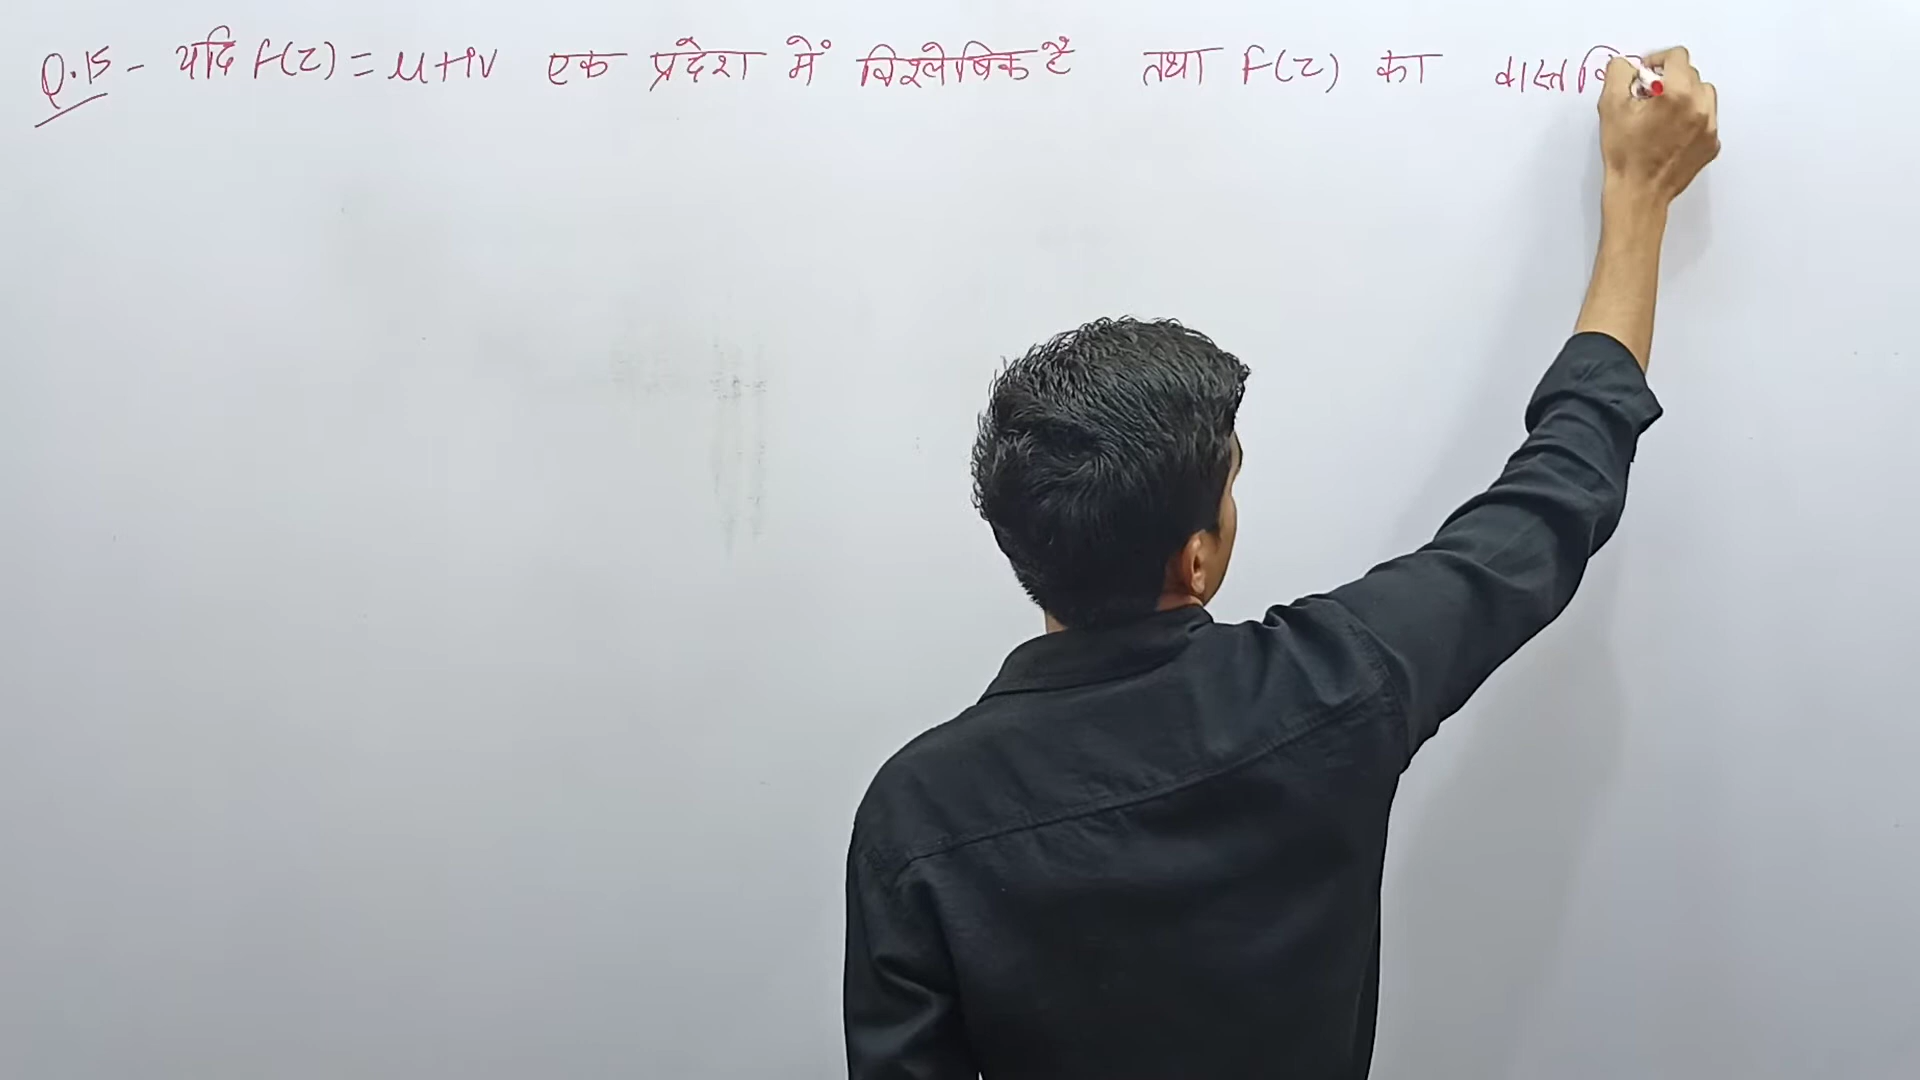 Q.15 - यदि f(z) = u+iv एक प्रदेश में विश्लेषिक है तथा f(z) का